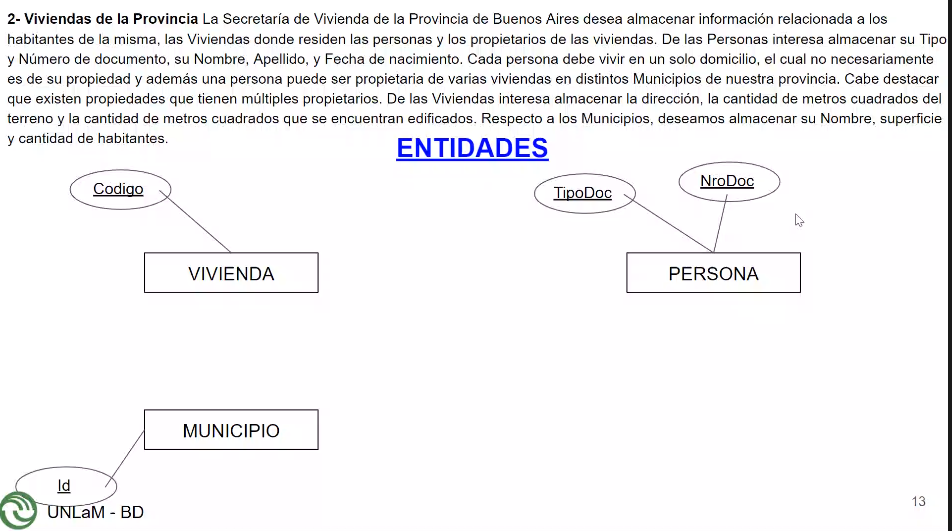 2- Viviendas de la Provincia La Secretaría de Vivienda de la Provincia de Buenos Aires desea almacenar información relacionada a los
habitantes de la misma, las Viviendas donde residen las personas y los propietarios de las viviendas. De las Personas interesa almacenar su Tipo
y Número de documento, su Nombre, Apellido, y Fecha de nacimiento. Cada persona debe vivir en un solo domicilio, el cual no necesariamente
es de su propiedad y además una persona puede ser propietaria de varias viviendas en distintos Municipios de nuestra provincia. Cabe destacar
que existen propiedades que tienen múltiples propietarios. De las Viviendas interesa almacenar la dirección, la cantidad de metros cuadrados del
terreno y la cantidad de metros cuadrados que se encuentran edificados. Respecto a los Municipios, deseamos almacenar su Nombre, superficie
y cantidad de habitantes.
ENTIDADES
Codigo
TipoDoc
NroDoc
VIVIENDA
PERSONA
MUNICIPIO
Id
UNLaM - BD
13